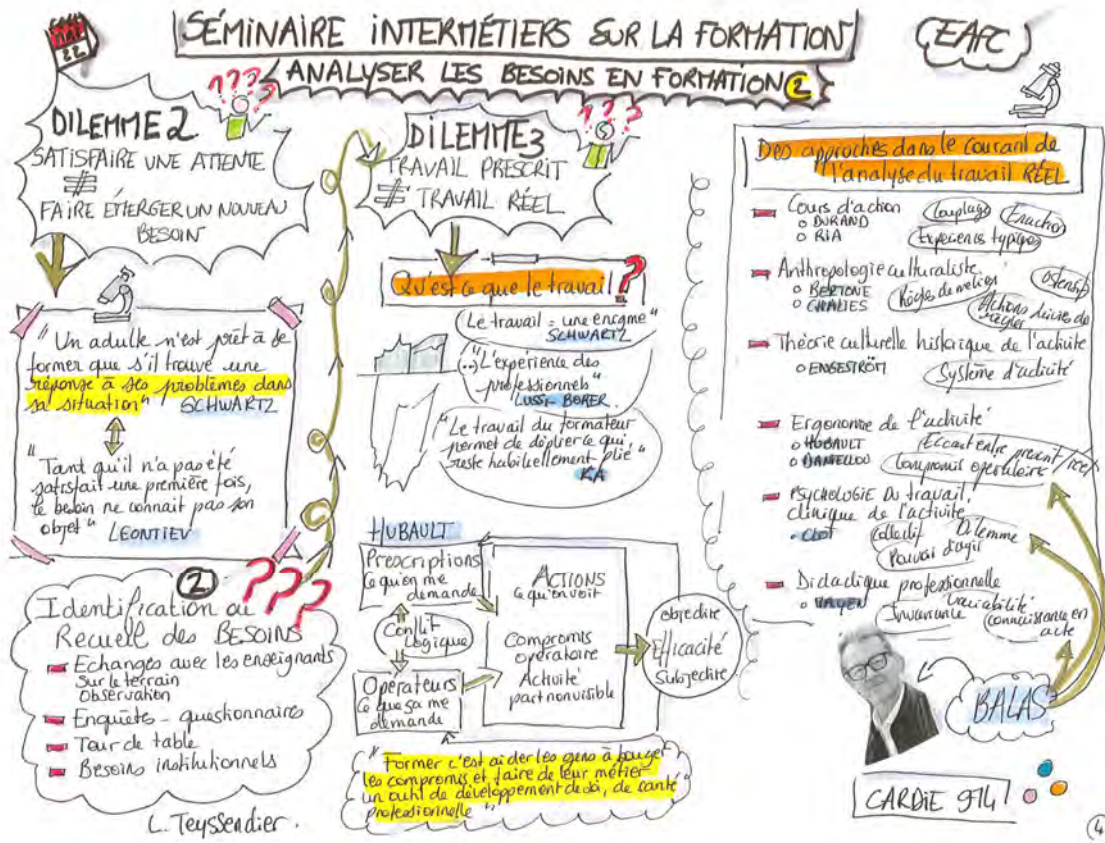 MAI
22
SÉMINAIRE INTERMÉTIERS SUR LA FORMATION
EAFC
ANALYSER LES BESOINS EN FORMATION 2
???
DILEMME 2
SATISFAIRE UNE ATTENTE
≠
FAIRE ÉMERGER UN NOUVEAU
BESOIN
" Un adulte n'est prêt à se
former que s'il trouve une
réponse à ses problèmes dans
sa situation " SCHWARTZ
" Tant qu'il n'a pas été
satisfait une première fois,
le besoin ne connait pas son
objet " LEONTIEV
2 ???
Identification ou
Recueil des BESOINS
Echanges avec les enseignants
Sur le terrain
Observation
Enquêtes - questionnaires
Tour de table
Besoins institutionnels
L. Teyssendier.
???
DILEMME 3
TRAVAIL PRESCRIT
≠ TRAVAIL RÉEL
Qu'est ce que le travail ?
Le travail = une enigme "
SCHWARTZ
(..) " L'expérience des
professionnels "
LUSSI BORER
" Le travail du formateur
permet de déplier ce qui
reste habituellement plié "
HUBAULT
Prescriptions
Ce qu'on me
demande
Conflit
logique
Opérateurs
Ce que ça me
demande
ACTIONS
Ce qu'on voit
Compromis
opératoire
Activité
part non visible
Objectité
Efficacité
Subjectité
" Former c'est aider les gens à bouger
les compromis et faire de leur métier
un outil de développement de soi, de santé
professionnelle "
Des approches dans le courant de
l'analyse du travail RÉEL
Cours d'action
DURAND
RIA
Couplage
Enaction
Expériences typiques
Anthropologie culturaliste
BERTONE
CHALIES
Règles de métier
Ostensif
Actions suivies de
règles
Théorie culturelle historique de l'activité
ENGESTRÖM
Système d'activité
Ergonomie de l'activité
HUBAULT
DANIELLOU
Ecart entre prescrit/réel
Compromis opératoire
PSYCHOLOGIE DU travail,
clinique de l'activité
CLOT
Collectif
Dilemme
Pouvoir d'agir
Didactique professionnelle
Invariance
Variabilité
connaissance en
acte
BALAS
CARDIE 974
4